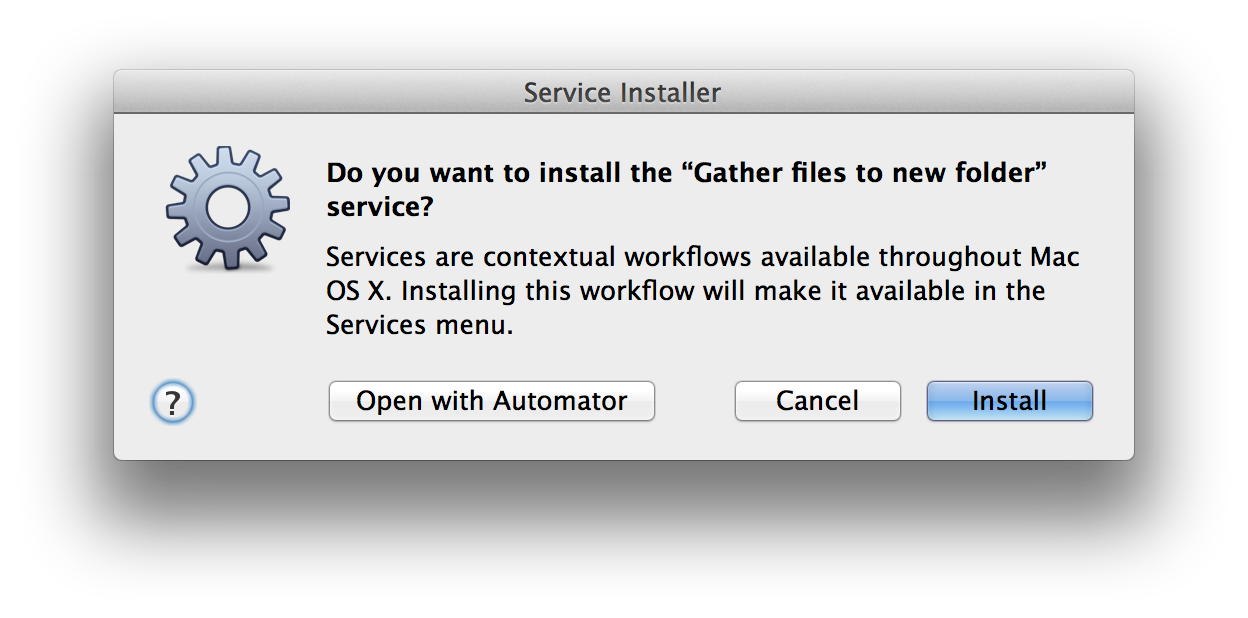 Service Installer
Do you want to install the “Gather files to new folder”
service?
Services are contextual workflows available throughout Mac
OS X. Installing this workflow will make it available in the
Services menu.
?
Open with Automator
Cancel
Install